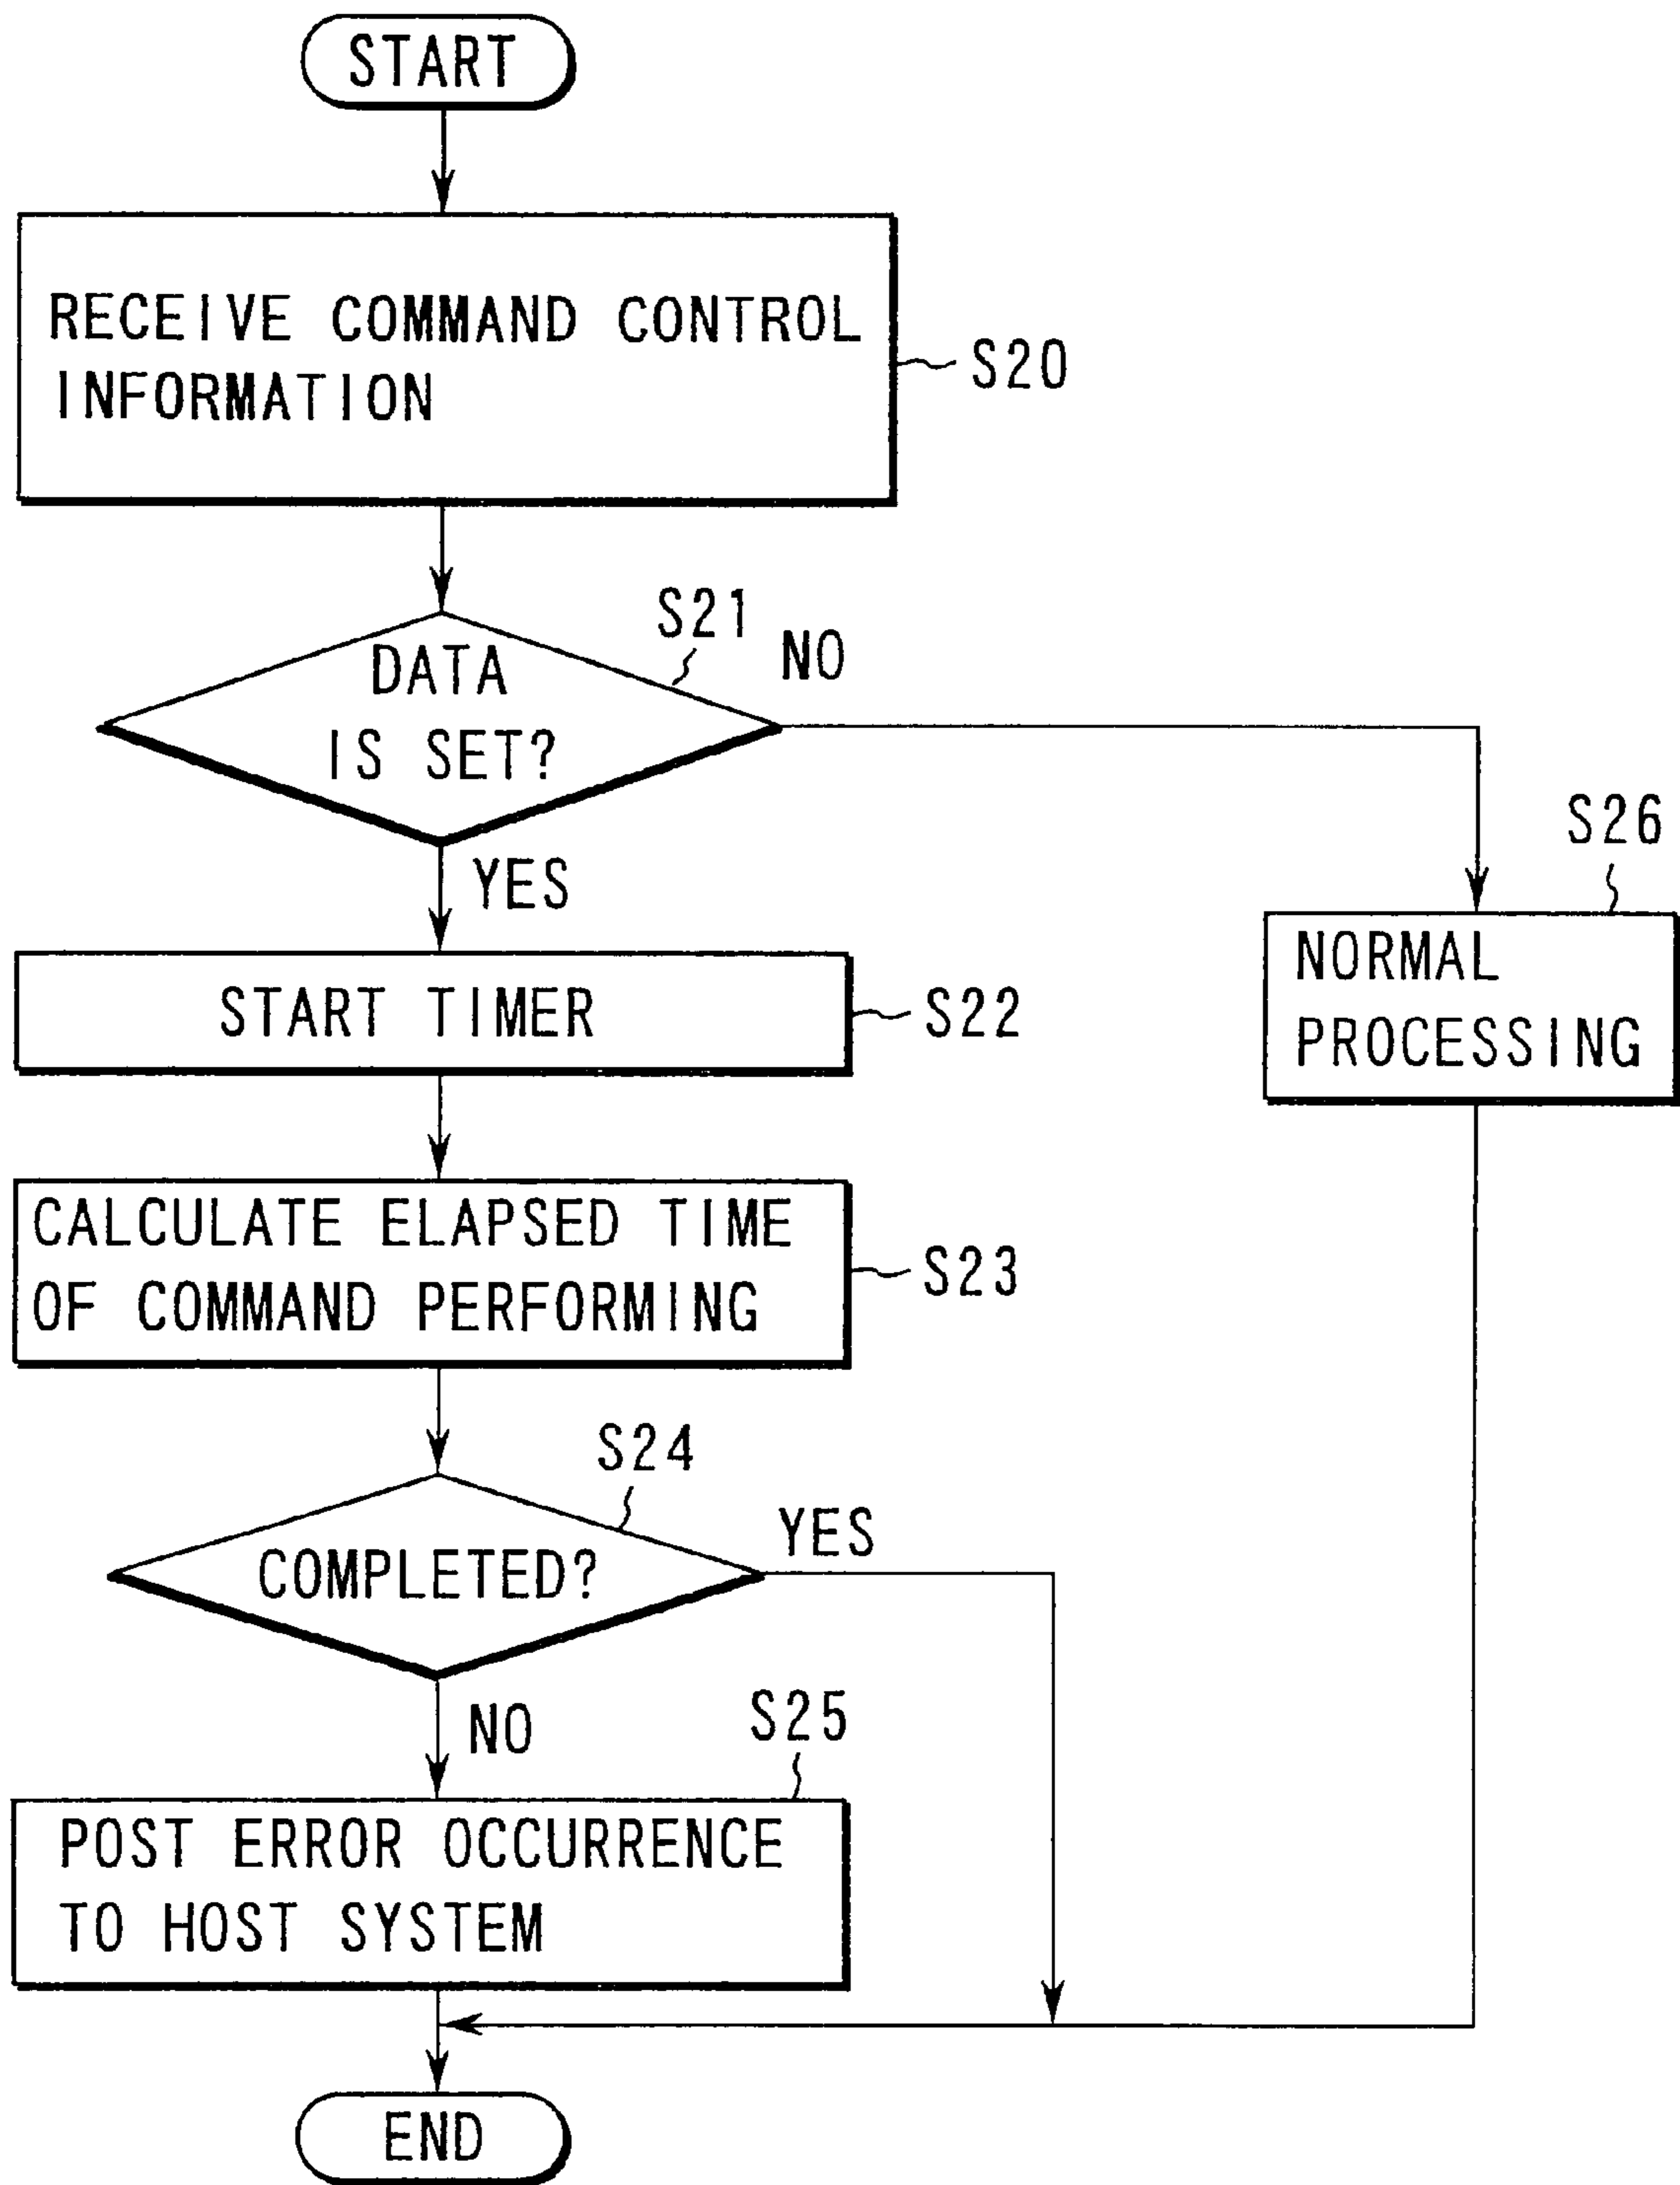 START
RECEIVE COMMAND CONTROL
INFORMATION
S20
S21
DATA
IS SET?
NO
YES
S26
NORMAL
PROCESSING
START TIMER
S22
CALCULATE ELAPSED TIME
OF COMMAND PERFORMING
S23
S24
COMPLETED?
YES
NO
S25
POST ERROR OCCURRENCE
TO HOST SYSTEM
END